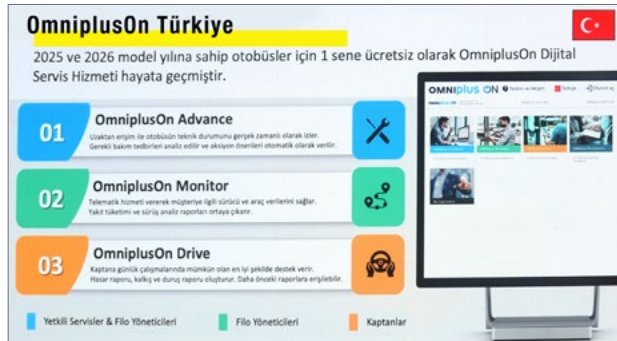 OmniplusOn Türkiye
2025 ve 2026 model yılına sahip otobüsler için 1 sene ücretsiz olarak OmniplusOn Dijital
Servis Hizmeti hayata geçmiştir.
01
OmniplusOn Advance
Uzaktan erişim ile otobüsün teknik durumunu gerçek zamanlı olarak izler.
Gerekli bakım tedbirleri analiz edilir ve aksiyon önerileri otomatik olarak verilir.
02
OmniplusOn Monitor
Telematik hizmeti vererek müşteriye ilgili sürücü ve araç verilerini sağlar.
Yakıt tüketimi ve sürüş analiz raporları ortaya çıkarır.
03
OmniplusOn Drive
Kaptana günlük çalışmalarında mümkün olan en iyi şekilde destek verir.
Hasar raporu, kalkış ve duruş raporu oluşturur. Daha önceki raporlara erişilebilir.
OMNIplus ON
Türkiye
Yetkili Servisler & Filo Yöneticileri
Filo Yöneticileri
Kaptanlar